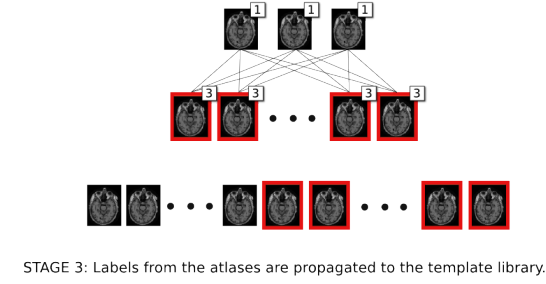 1 1 1
3 3 3 3
STAGE 3: Labels from the atlases are propagated to the template library.